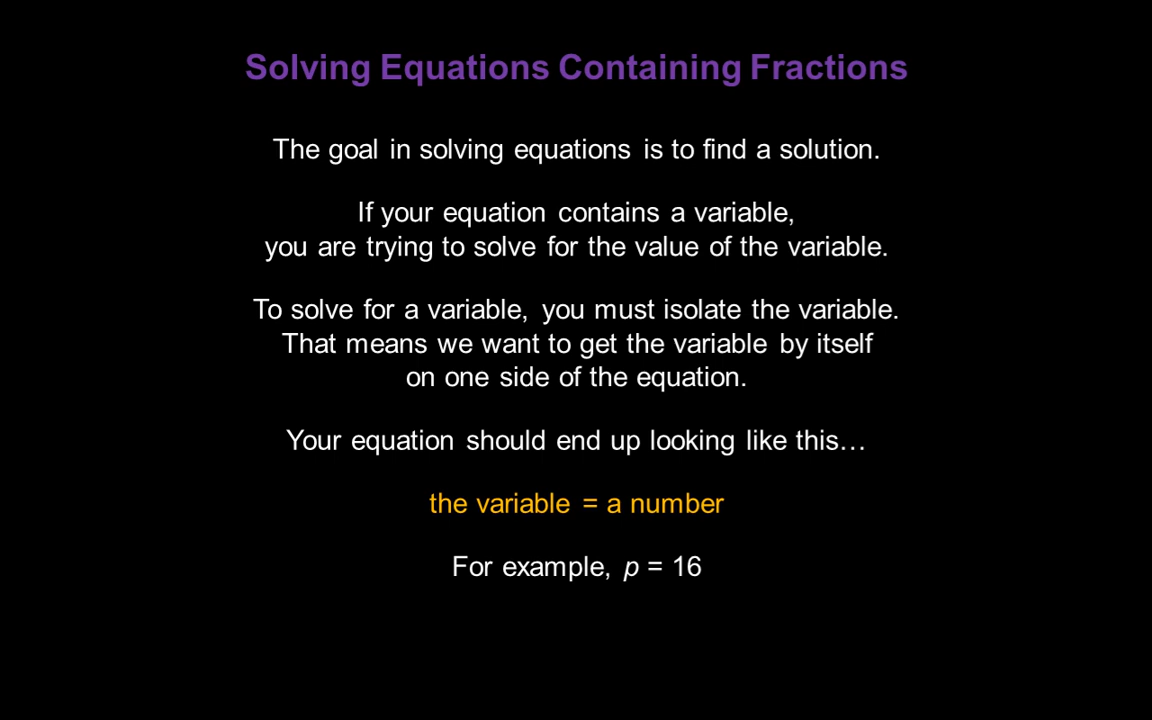 Solving Equations Containing Fractions
The goal in solving equations is to find a solution.
If your equation contains a variable,
you are trying to solve for the value of the variable.
To solve for a variable, you must isolate the variable.
That means we want to get the variable by itself
on one side of the equation.
Your equation should end up looking like this…
the variable = a number
For example, p = 16